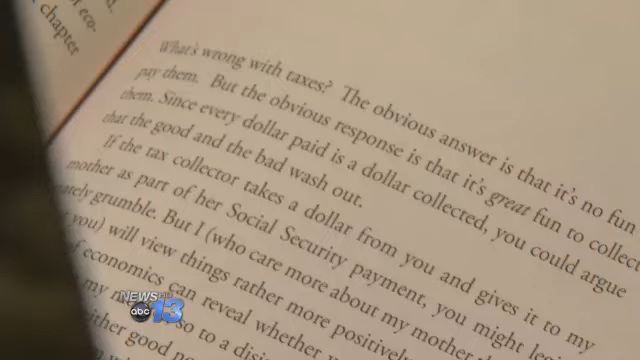 of eco-
chapter
What's wrong with taxes? The obvious answer is that it's no fun
pay them. But the obvious response is that it's great fun to collect
them. Since every dollar paid is a dollar collected, you could argue
that the good and the bad wash out.
If the tax collector takes a dollar from you and gives it to my
mother as part of her Social Security payment, you might
grumble. But I (who care more about my mother
you) will view things rather more positively
of economics can reveal whether
my
so to a
good
NEWS
abc 13